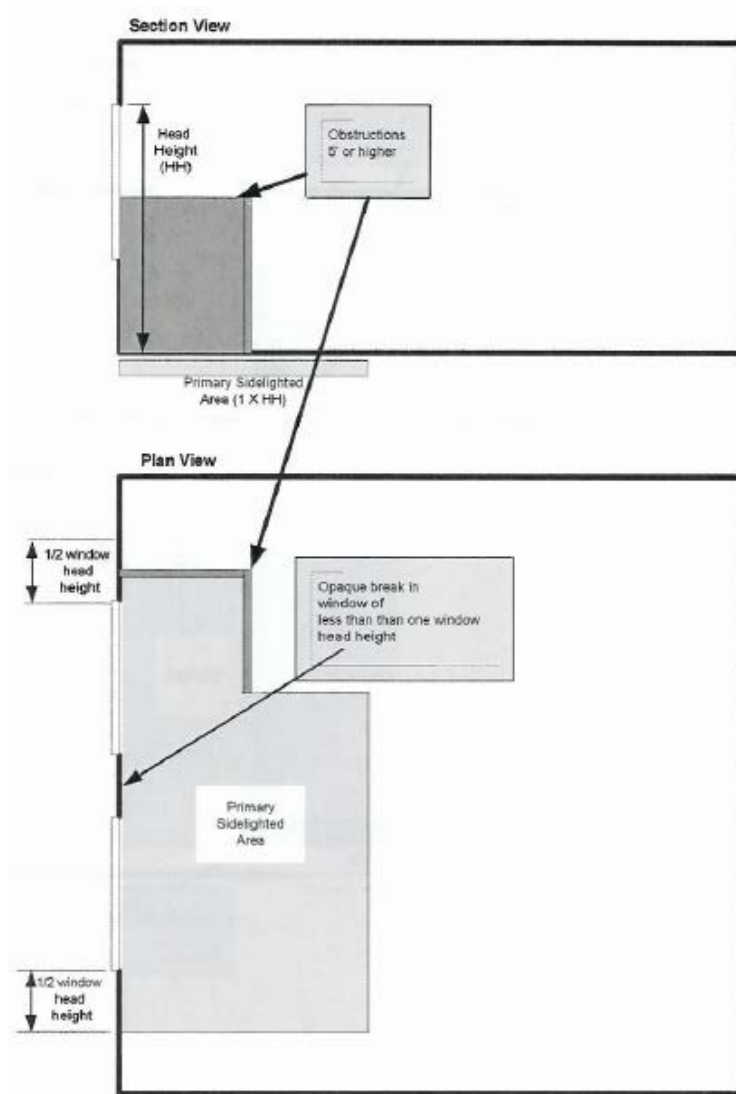 Section View
Head
Height
(HH)
Obstructions
5' or higher
Primary Sidelighted
Area (1 X HH)
Plan View
1/2 window
head
height
Opaque break in
window of
less than than one window
head height
Primary
Sidelighted
Area
1/2 window
head
height